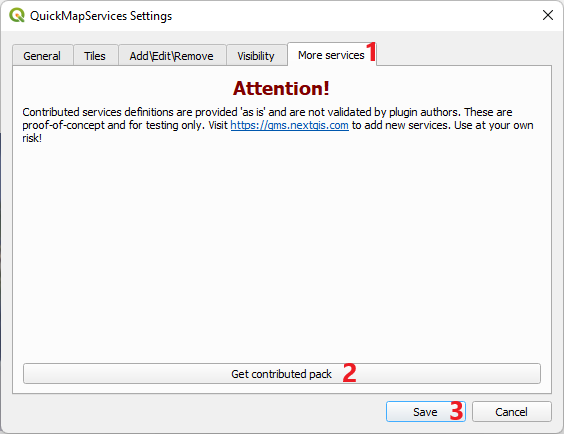 QuickMapServices Settings
General Tiles Add\Edit\Remove Visibility More services 1
Attention!
Contributed services definitions are provided 'as is' and are not validated by plugin authors. These are
proof-of-concept and for testing only. Visit https://qms.nextgis.com to add new services. Use at your own
risk!
Get contributed pack 2
Save 3 Cancel